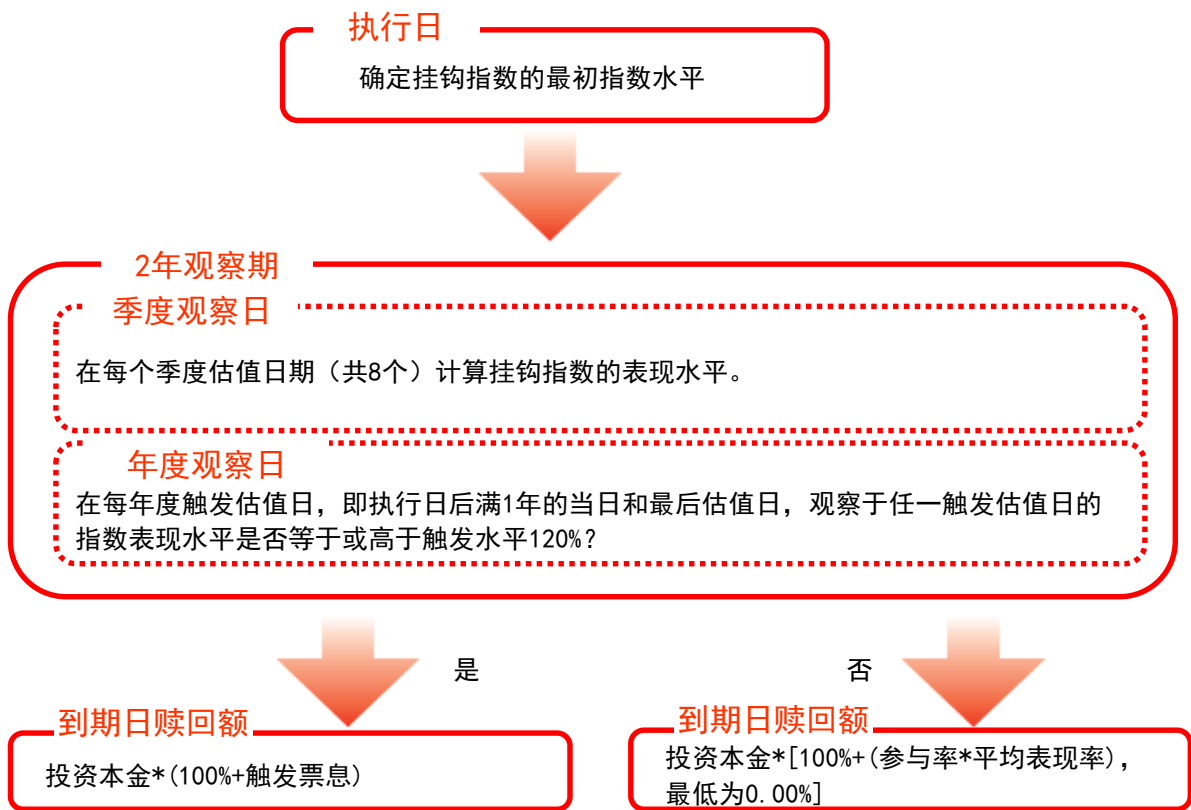 执行日
确定挂钩指数的最初指数水平
2年观察期
季度观察日
在每个季度估值日期（共8个）计算挂钩指数的表现水平。
年度观察日
在每年度触发估值日，即执行日后满1年的当日和最后估值日，观察于任一触发估值日的
指数表现水平是否等于或高于触发水平120%?
是
否
到期日赎回额
投资本金*(100%+触发票息)
到期日赎回额
投资本金*[100%+(参与率*平均表现率)，
最低为0.00%]